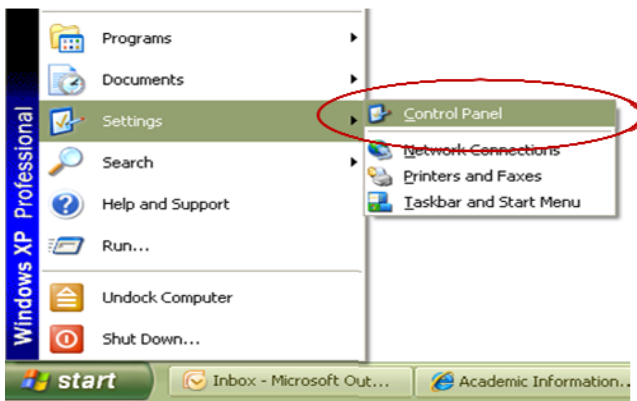 Windows XP Professional
Programs
Documents
Settings
Search
Help and Support
Run...
Undock Computer
Shut Down...
Control Panel
Network Connections
Printers and Faxes
Taskbar and Start Menu
start
Inbox - Microsoft Out...
Academic Information..